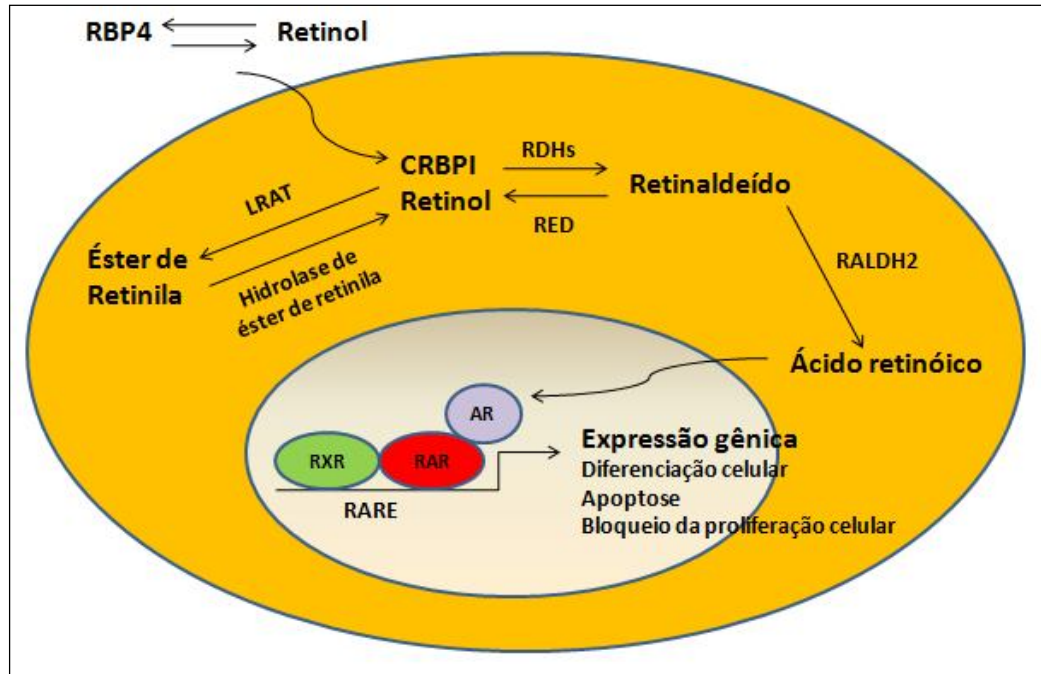 RBP4
Retinol
CRBPI
Retinol
RDHs
RED
Retinaldeído
LRAT
Éster de
Retinila
Hidrolase de
éster de retinila
RALDH2
Ácido retinóico
AR
RXR
RAR
RARE
Expressão gênica
Diferenciação celular
Apoptose
Bloqueio da proliferação celular